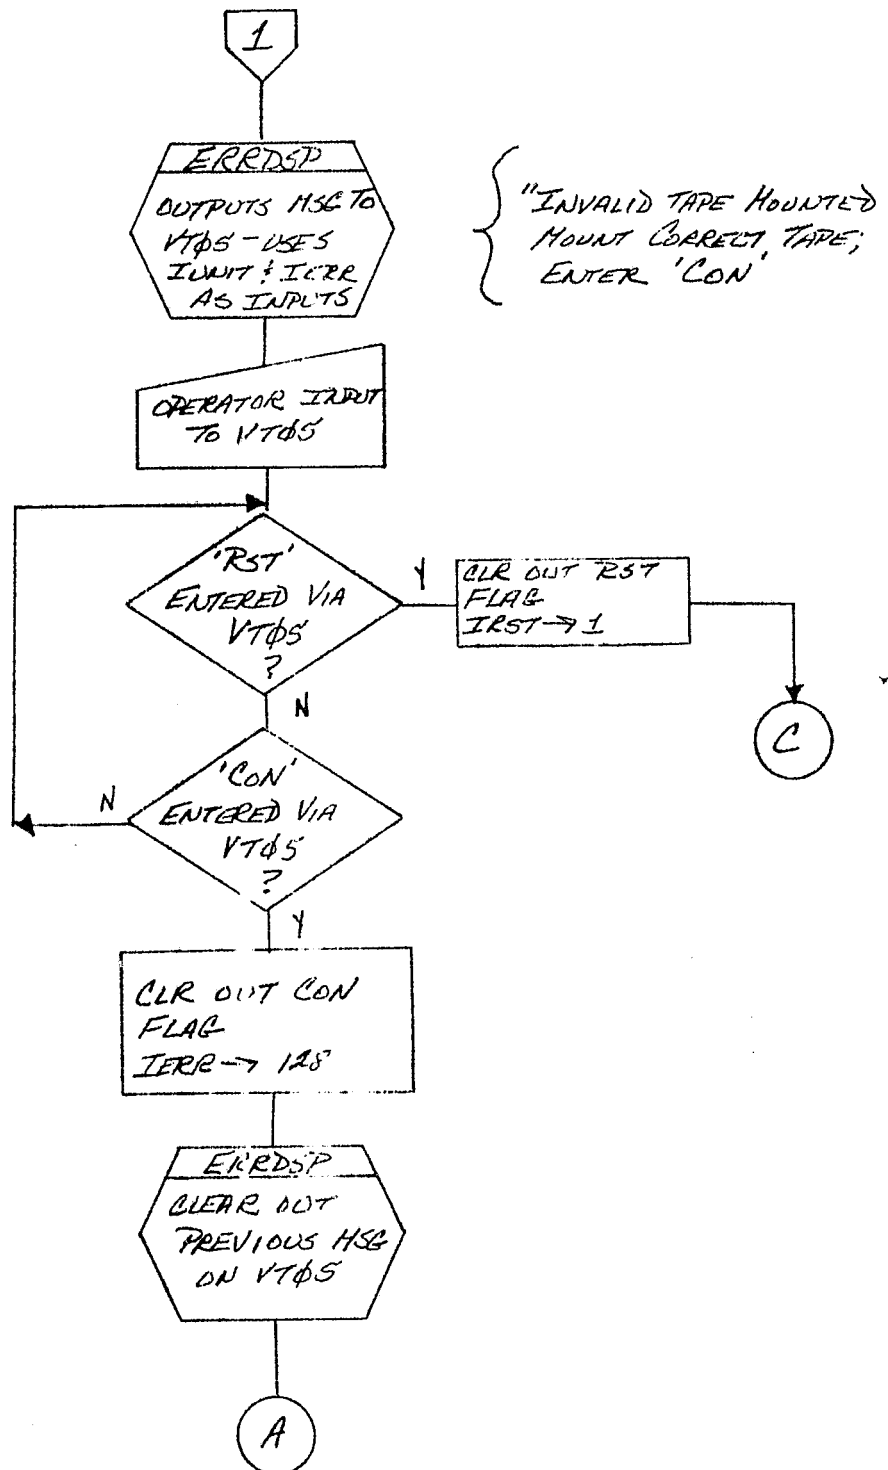 1
ERRDSP
OUTPUTS MSG TO
VTØ5 - USES
IUNIT & IERR
AS INPUTS
"INVALID TAPE MOUNTED
MOUNT CORRECT TAPE;
ENTER 'CON'
OPERATOR INPUT
TO VTØ5
'RST'
ENTERED VIA
VTØ5
?
Y
CLR OUT RST
FLAG
IRST → 1
C
N
'CON'
ENTERED VIA
VTØ5
?
N
Y
CLR OUT CON
FLAG
IERR → 128
ERRDSP
CLEAR OUT
PREVIOUS MSG
ON VTØ5
A